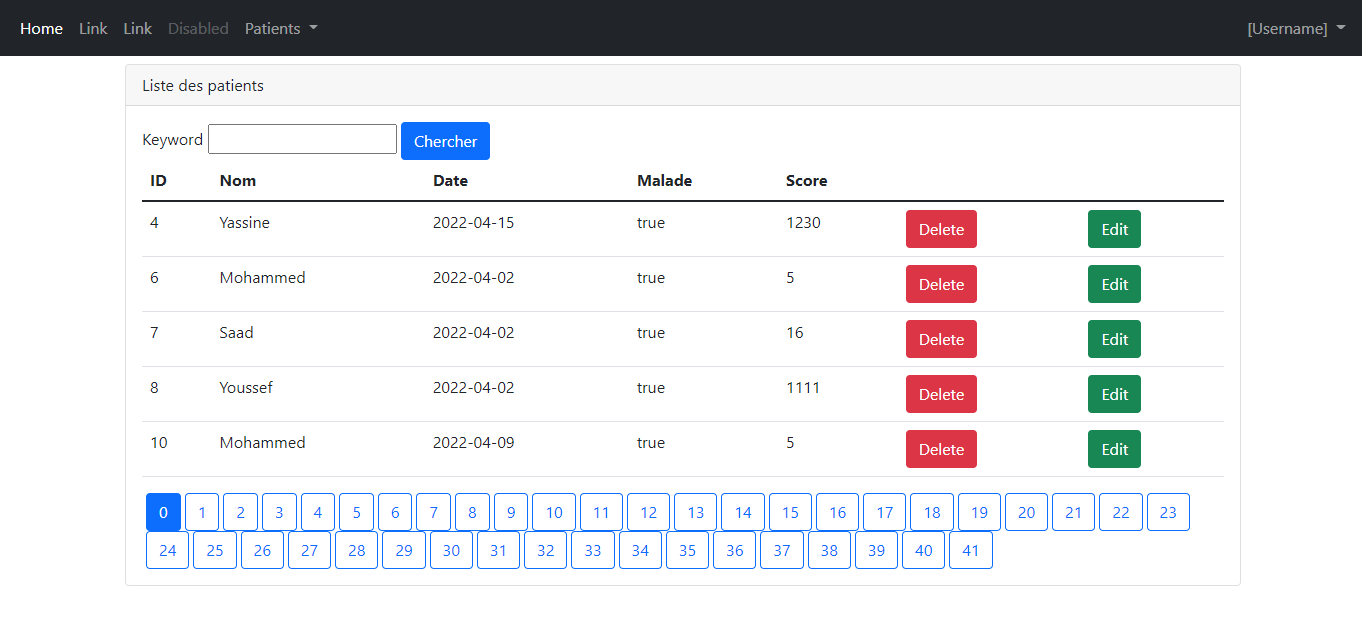 Home Link Link Disabled Patients [Username]
Liste des patients
Keyword Chercher
ID Nom Date Malade Score
4 Yassine 2022-04-15 true 1230 Delete Edit
6 Mohammed 2022-04-02 true 5 Delete Edit
7 Saad 2022-04-02 true 16 Delete Edit
8 Youssef 2022-04-02 true 1111 Delete Edit
10 Mohammed 2022-04-09 true 5 Delete Edit
0 1 2 3 4 5 6 7 8 9 10 11 12 13 14 15 16 17 18 19 20 21 22 23
24 25 26 27 28 29 30 31 32 33 34 35 36 37 38 39 40 41